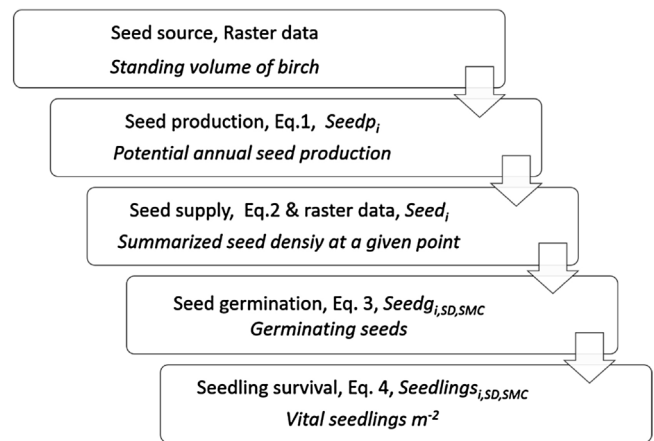 Seed source, Raster data
Standing volume of birch
Seed production, Eq.1, Seedpᵢ
Potential annual seed production
Seed supply, Eq.2 & raster data, Seedᵢ
Summarized seed densiy at a given point
Seed germination, Eq. 3, Seedg_i,SD,SMC
Germinating seeds
Seedling survival, Eq. 4, Seedlings_i,SD,SMC
Vital seedlings m⁻²